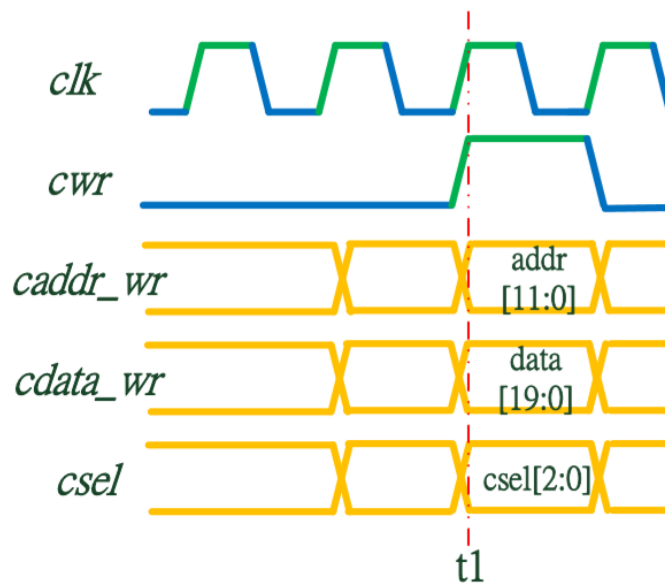 clk
cwr
caddr_wr
addr
[11:0]
cdata_wr
data
[19:0]
csel
csel[2:0]
t1